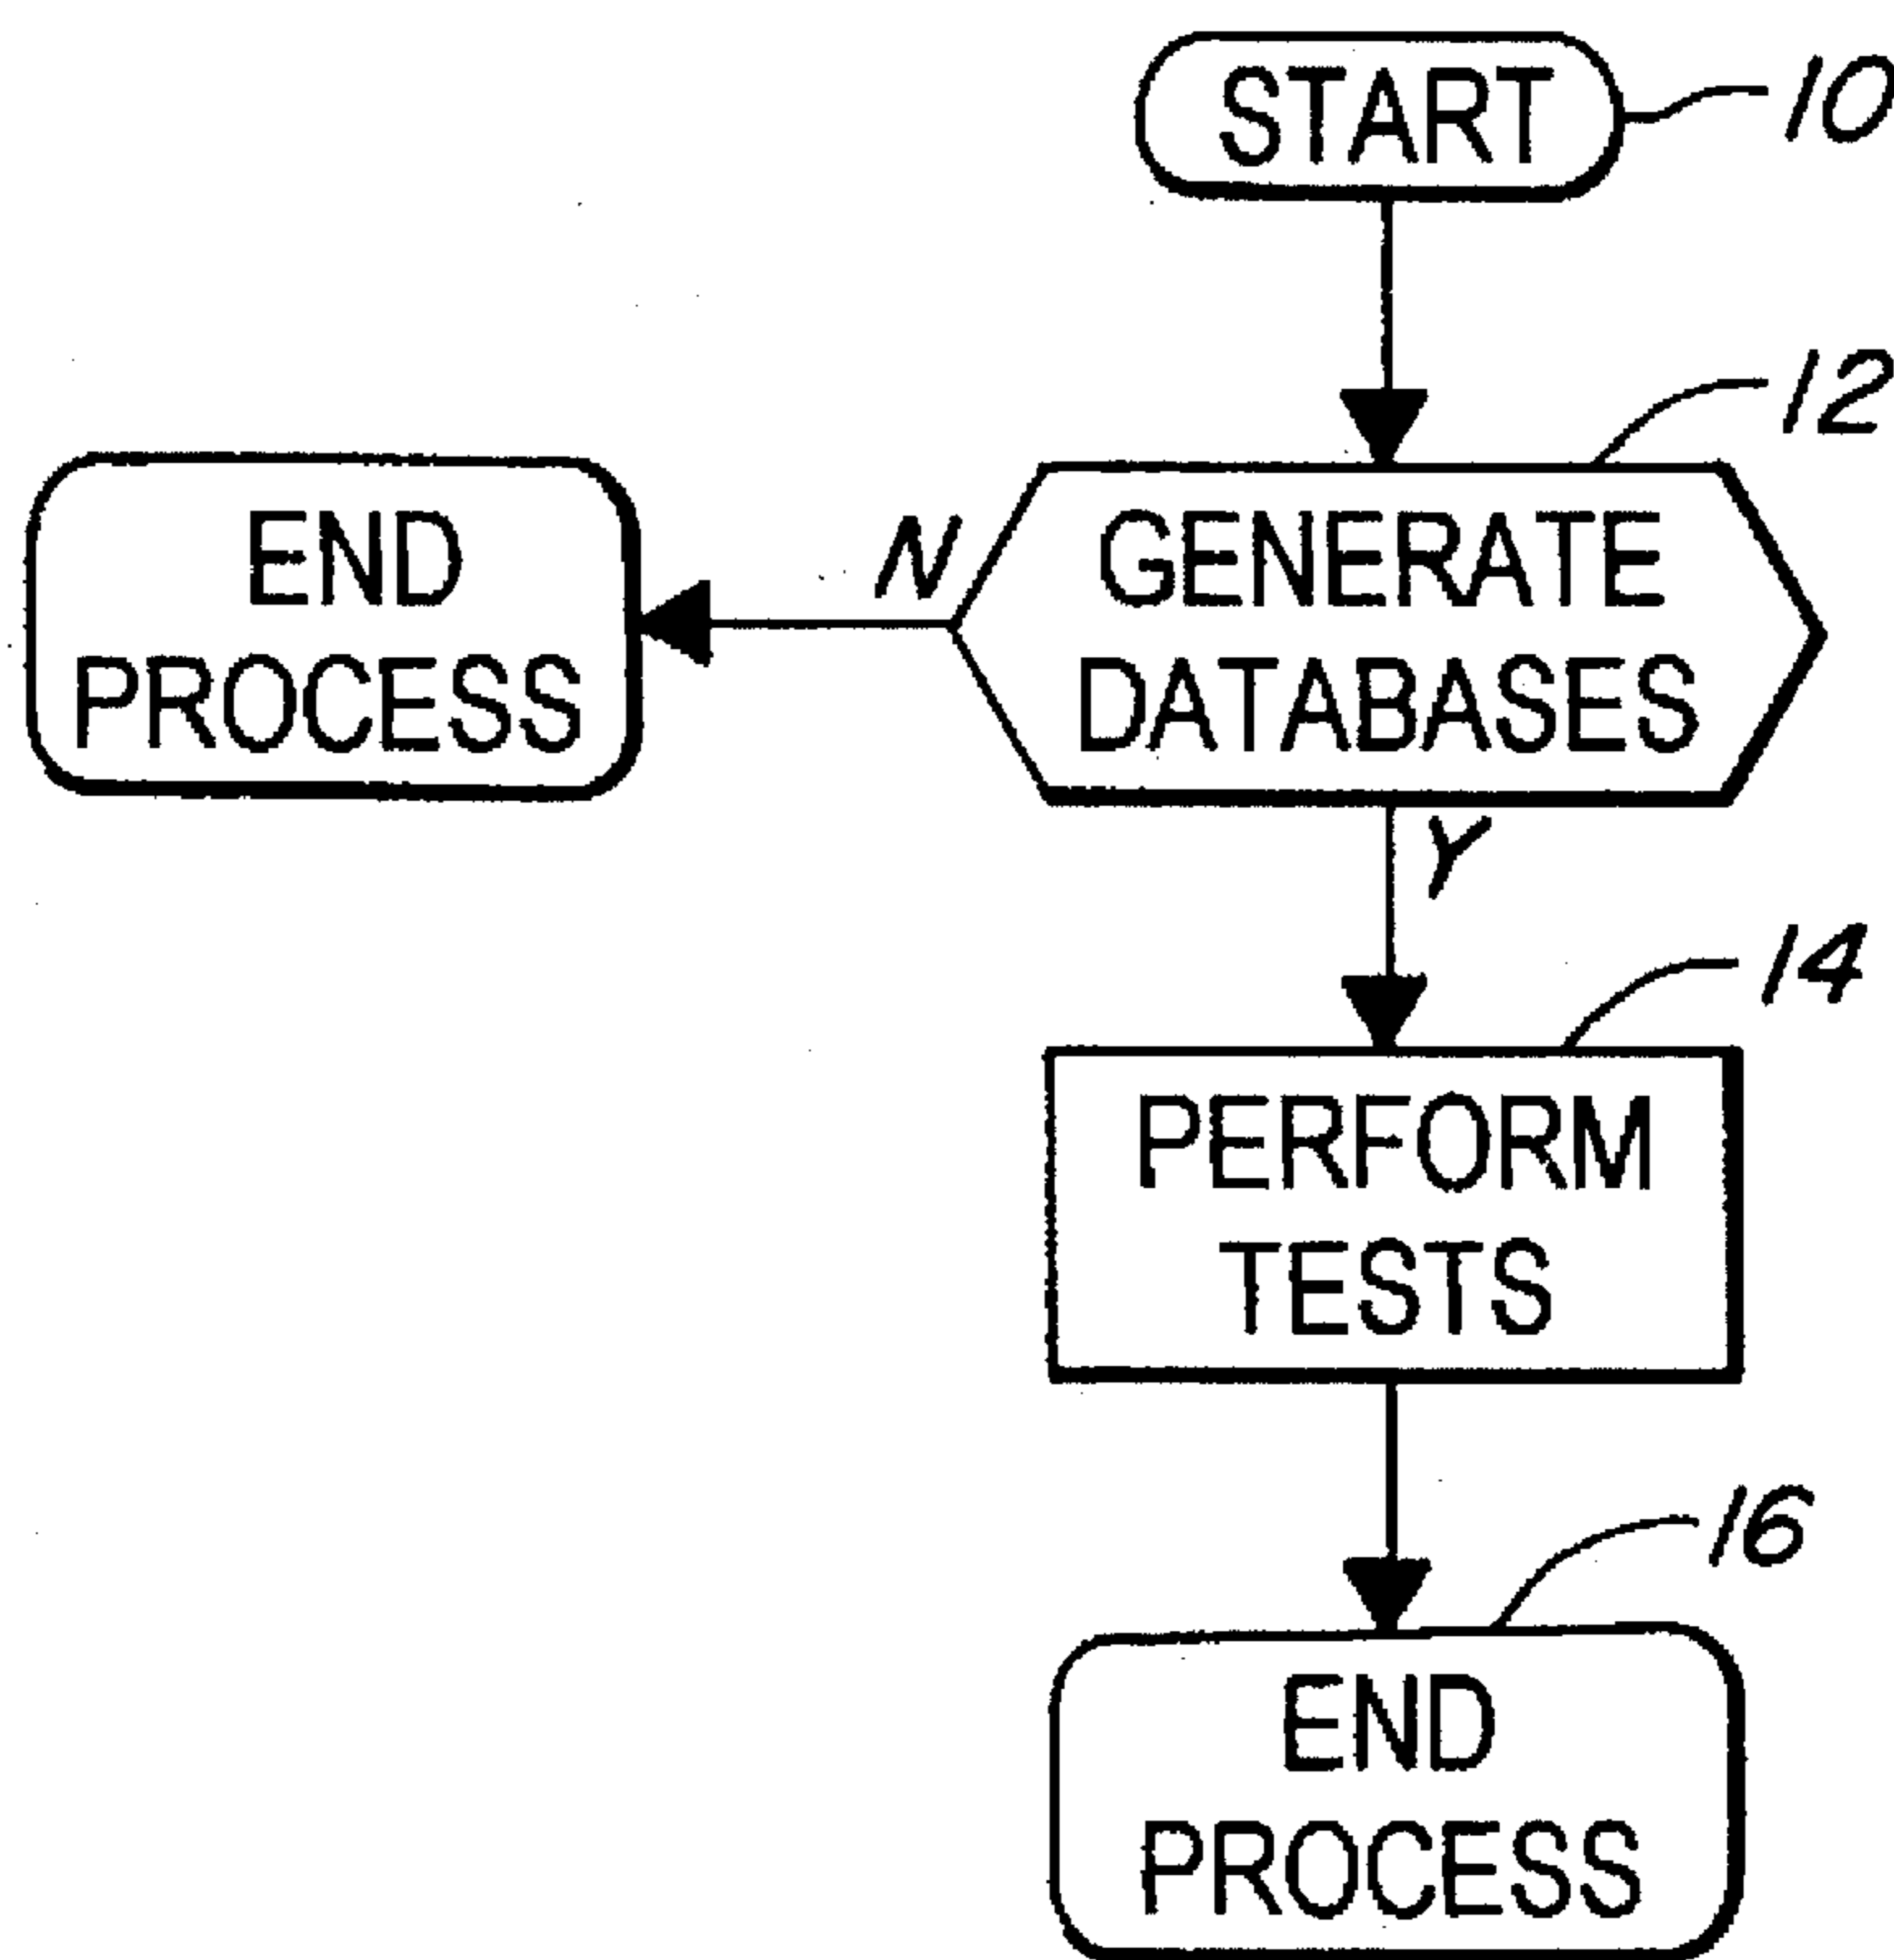 START
10
12
END
PROCESS
N
GENERATE
DATABASES
Y
14
PERFORM
TESTS
16
END
PROCESS